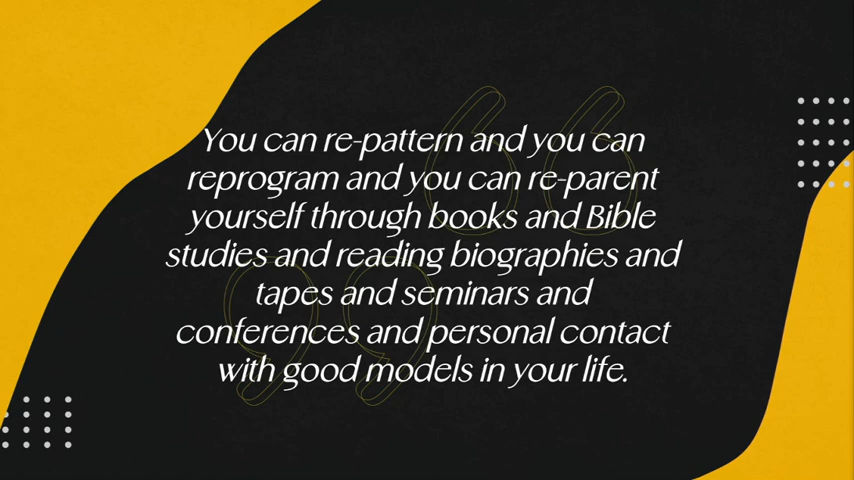 You can re-pattern and you can
reprogram and you can re-parent
yourself through books and Bible
studies and reading biographies and
tapes and seminars and
conferences and personal contact
with good models in your life.